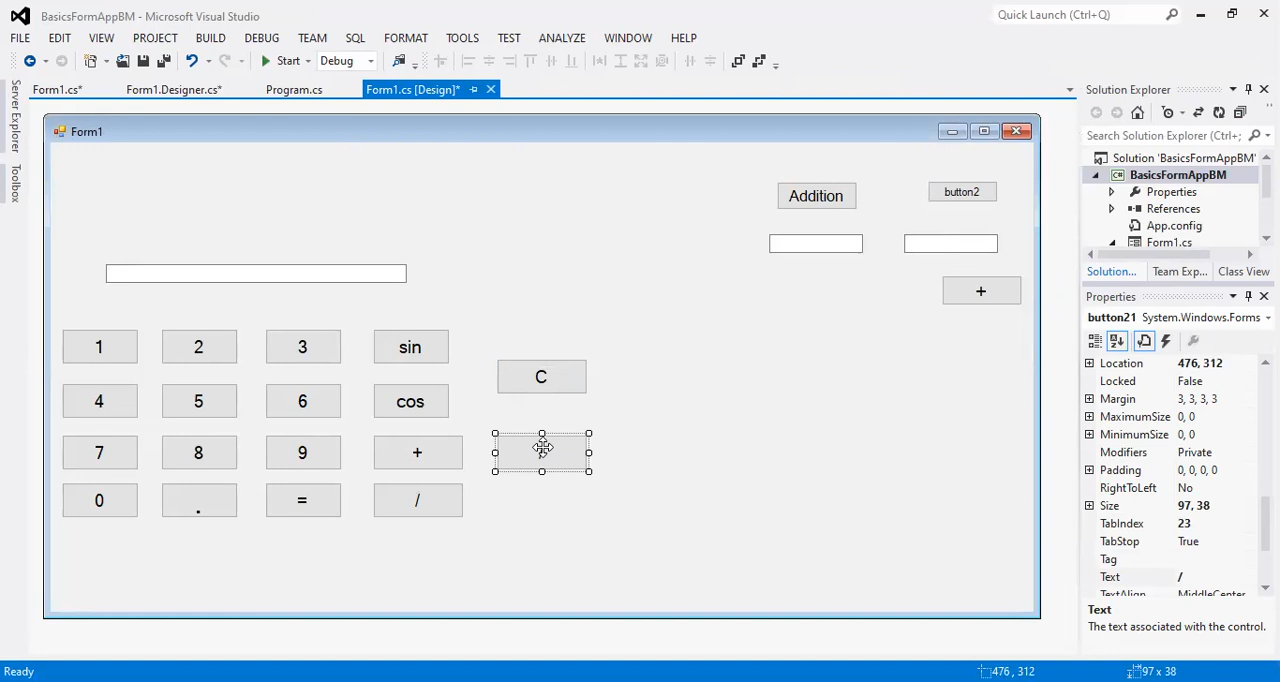 BasicsFormAppBM - Microsoft Visual Studio
Quick Launch (Ctrl+Q)
FILE EDIT VIEW PROJECT BUILD DEBUG TEAM SQL FORMAT TOOLS TEST ANALYZE WINDOW HELP
Start Debug
Form1.cs* Form1.Designer.cs* Program.cs Form1.cs [Design]*
Server Explorer
Toolbox
Form1
Addition button2
+
1 2 3 sin
C
4 5 6 cos
7 8 9 +
0 . = /
Solution Explorer
Search Solution Explorer (Ctrl+;
Solution 'BasicsFormAppBM'
BasicsFormAppBM
Properties
References
App.config
Form1.cs
Solution... Team Exp... Class View
Properties
button21 System.Windows.Forms
Location 476, 312
Locked False
Margin 3, 3, 3, 3
MaximumSize 0, 0
MinimumSize 0, 0
Modifiers Private
Padding 0, 0, 0, 0
RightToLeft No
Size 97, 38
TabIndex 23
TabStop True
Tag
Text /
TextAlign MiddleCenter
Text
The text associated with the control.
Ready 476 , 312 97 x 38